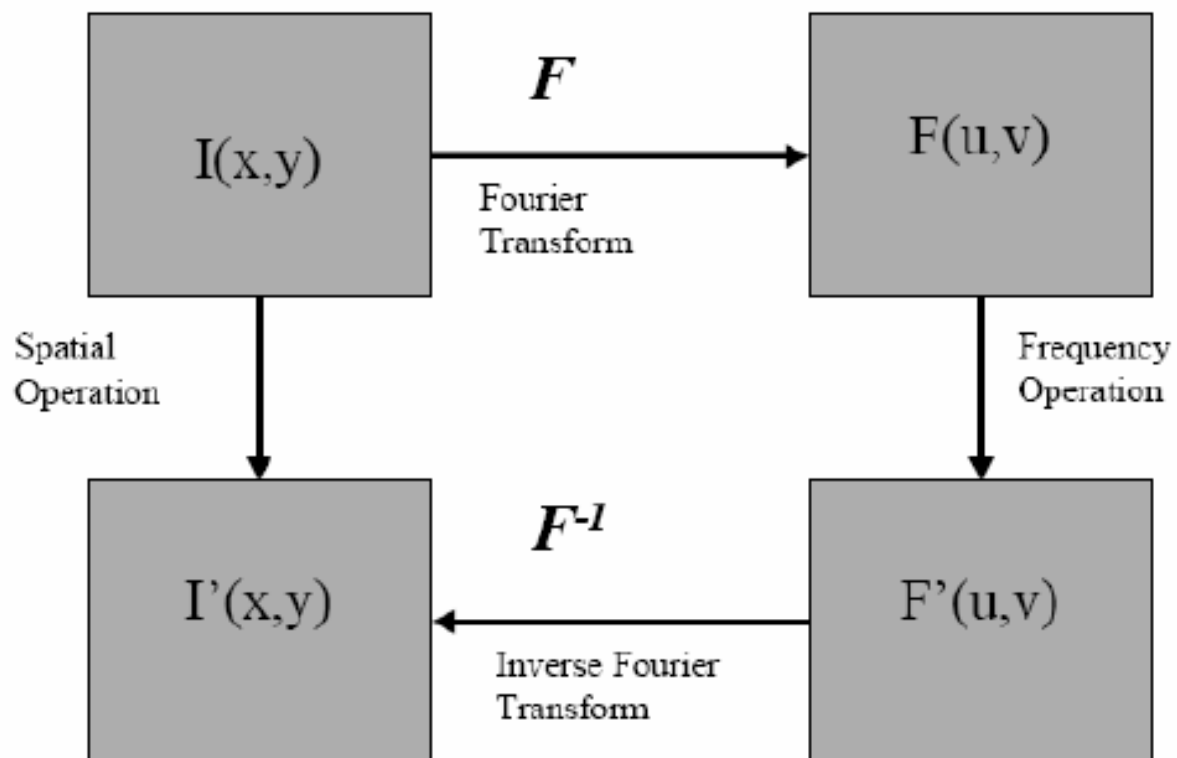 F
I(x,y)
F(u,v)
Fourier
Transform
Spatial
Operation
Frequency
Operation
F-1
I’(x,y)
F’(u,v)
Inverse Fourier
Transform